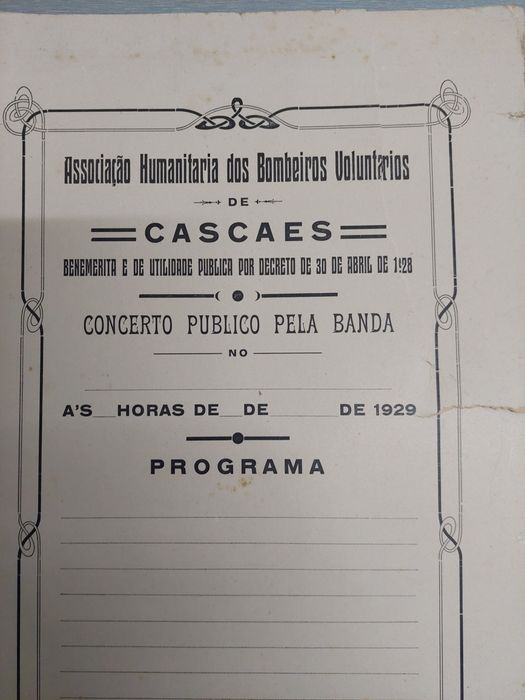 Associação Humanitaria dos Bombeiros Voluntarios
DE
CASCAES
BENEMERITA E DE UTILIDADE PUBLICA POR DECRETO DE 30 DE ABRIL DE 1928
CONCERTO PUBLICO PELA BANDA
NO
A'S HORAS DE DE DE 1929
PROGRAMA